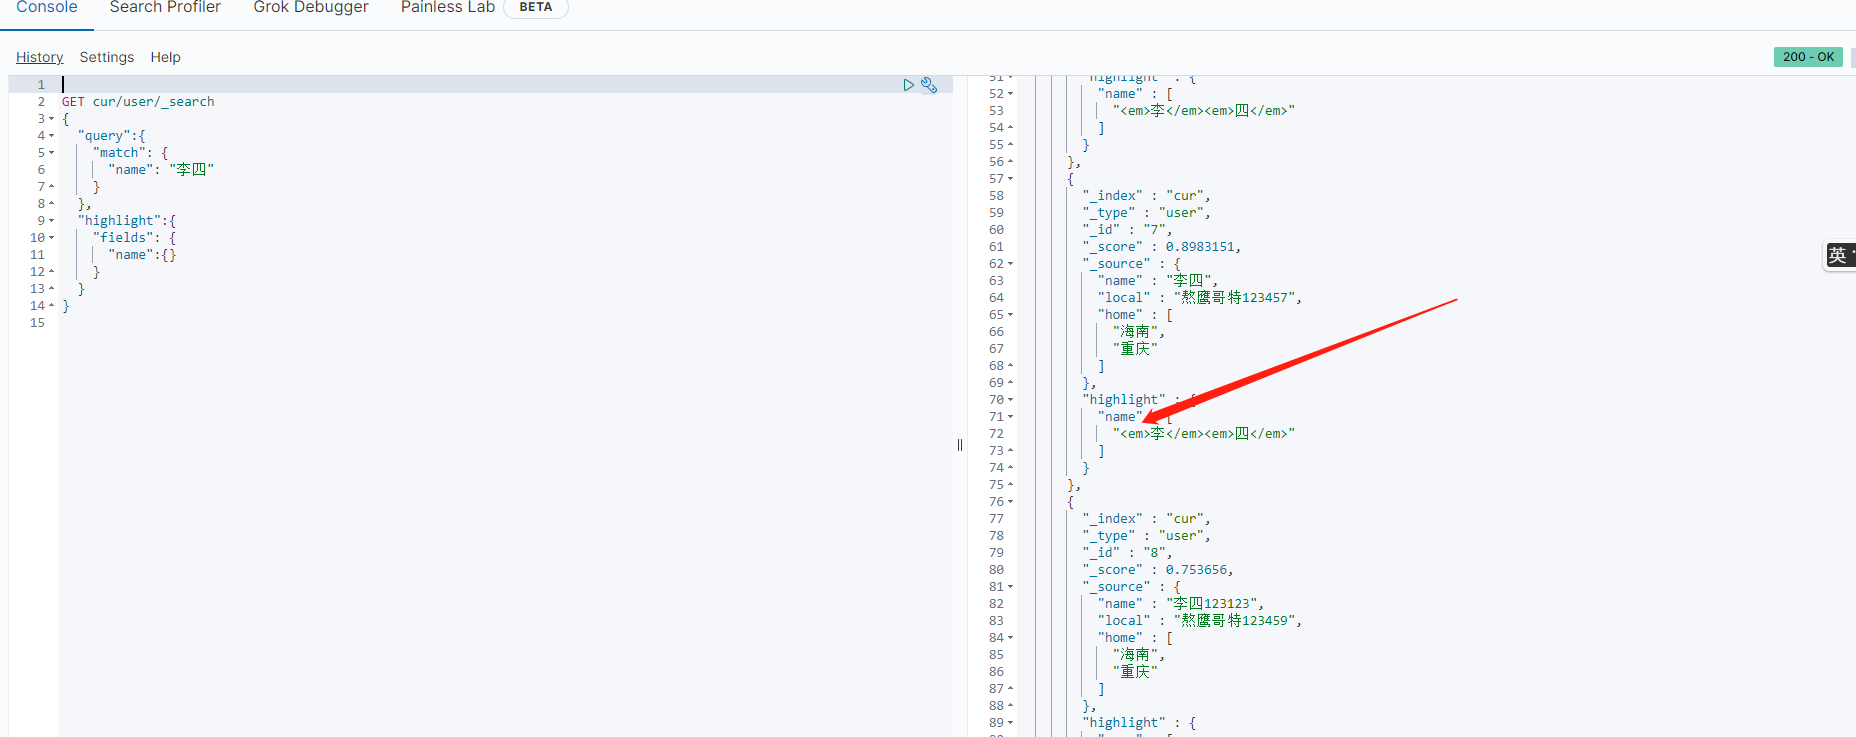 Console Search Profiler Grok Debugger Painless Lab BETA
History Settings Help
200 - OK
1
2 GET cur/user/_search
3 {
4 "query":{
5 "match": {
6 "name": "李四"
7 }
8 },
9 "highlight":{
10 "fields": {
11 "name":{}
12 }
13 }
14 }
15
51 "highlight" : {
52 "name" : [
53 "<em>李</em><em>四</em>"
54 ]
55 }
56 },
57 {
58 "_index" : "cur",
59 "_type" : "user",
60 "_id" : "7",
61 "_score" : 0.8983151,
62 "_source" : {
63 "name" : "李四",
64 "local" : "熬鹰哥特123457",
65 "home" : [
66 "海南",
67 "重庆"
68 ]
69 },
70 "highlight" : {
71 "name" : [
72 "<em>李</em><em>四</em>"
73 ]
74 }
75 },
76 {
77 "_index" : "cur",
78 "_type" : "user",
79 "_id" : "8",
80 "_score" : 0.753656,
81 "_source" : {
82 "name" : "李四123123",
83 "local" : "熬鹰哥特123459",
84 "home" : [
85 "海南",
86 "重庆"
87 ]
88 },
89 "highlight" : {
英